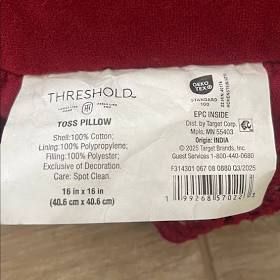 THRESHOLD™
TOSS PILLOW
Shell:100% Cotton;
Lining:100% Polypropylene;
Filling:100% Polyester;
Exclusive of Decoration.
Care: Spot Clean.
16 in x 16 in
(40.6 cm x 40.6 cm)
OEKO
TEX®
STANDARD
100
EPC INSIDE
Dist. by Target Corp.
Mpls, MN 55403
Origin: INDIA
© 2025 Target Brands, Inc.
Guest Services 1-800-440-0680
F314301 067 08 0880 Q3/2025